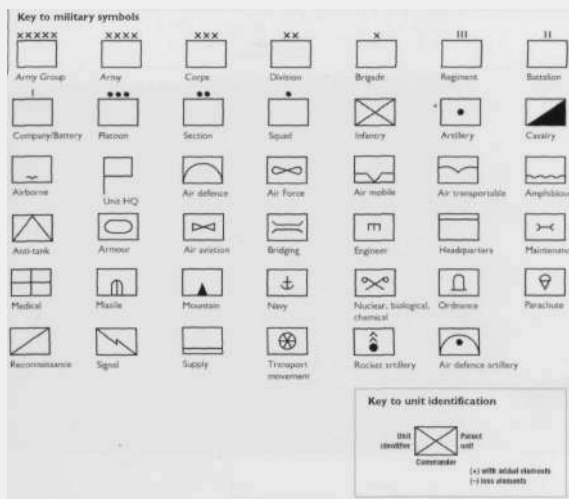 Key to military symbols
XXXXX XXXX XXX XX X III II
Army Group Army Corps Division Brigade Regiment Battalion
I
Company/Battery Platoon Section Squad Infantry Artillery Cavalry
Airborne Unit HQ Air defence Air Force Air mobile Air transportable Amphibiou
Anti-tank Armour Air aviation Bridging Engineer Headquarters Maintenanc
Medical Missile Mountain Navy Nuclear, biological, Ordnance Parachute
chemical
Reconnaissance Signal Supply Transport Rocket artillery Air defence artillery
movement
Key to unit identification
Unit Parent
identifier unit
Commander
(+) with added elements
(–) less elements